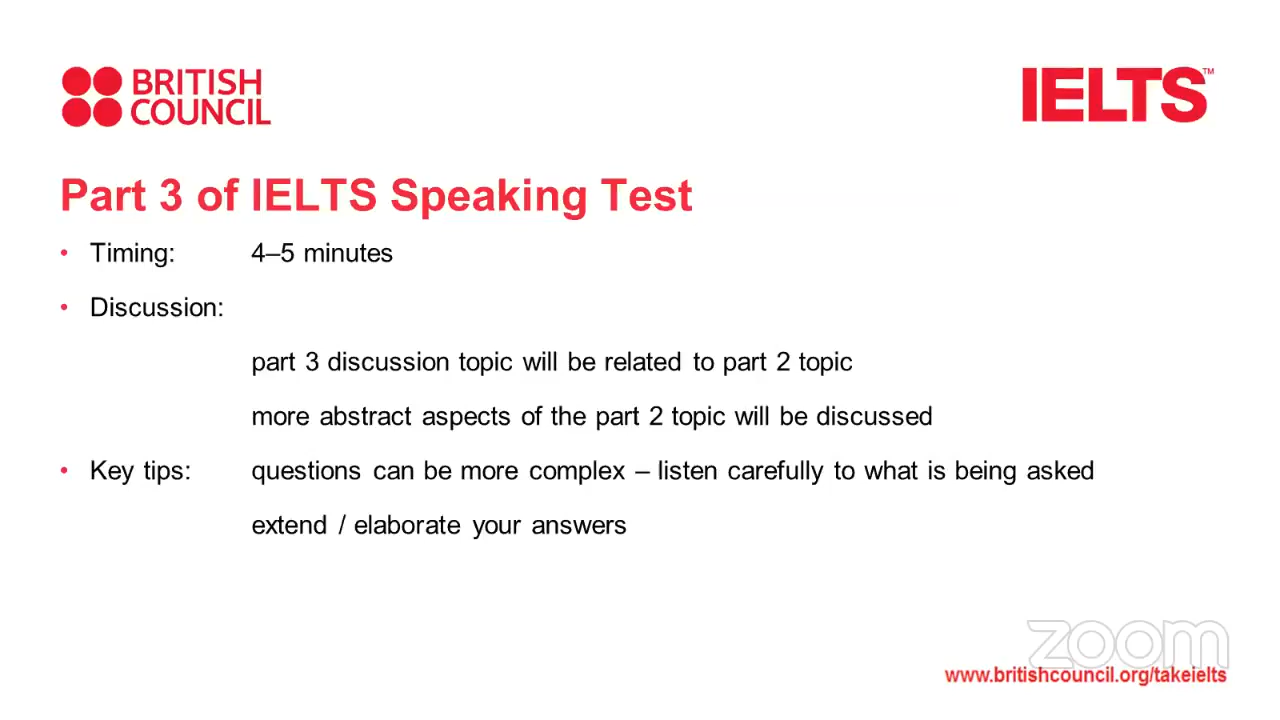 BRITISH
COUNCIL
IELTS™
Part 3 of IELTS Speaking Test
• Timing: 4–5 minutes
• Discussion:
part 3 discussion topic will be related to part 2 topic
more abstract aspects of the part 2 topic will be discussed
• Key tips: questions can be more complex – listen carefully to what is being asked
extend / elaborate your answers
zoom
www.britishcouncil.org/takeielts